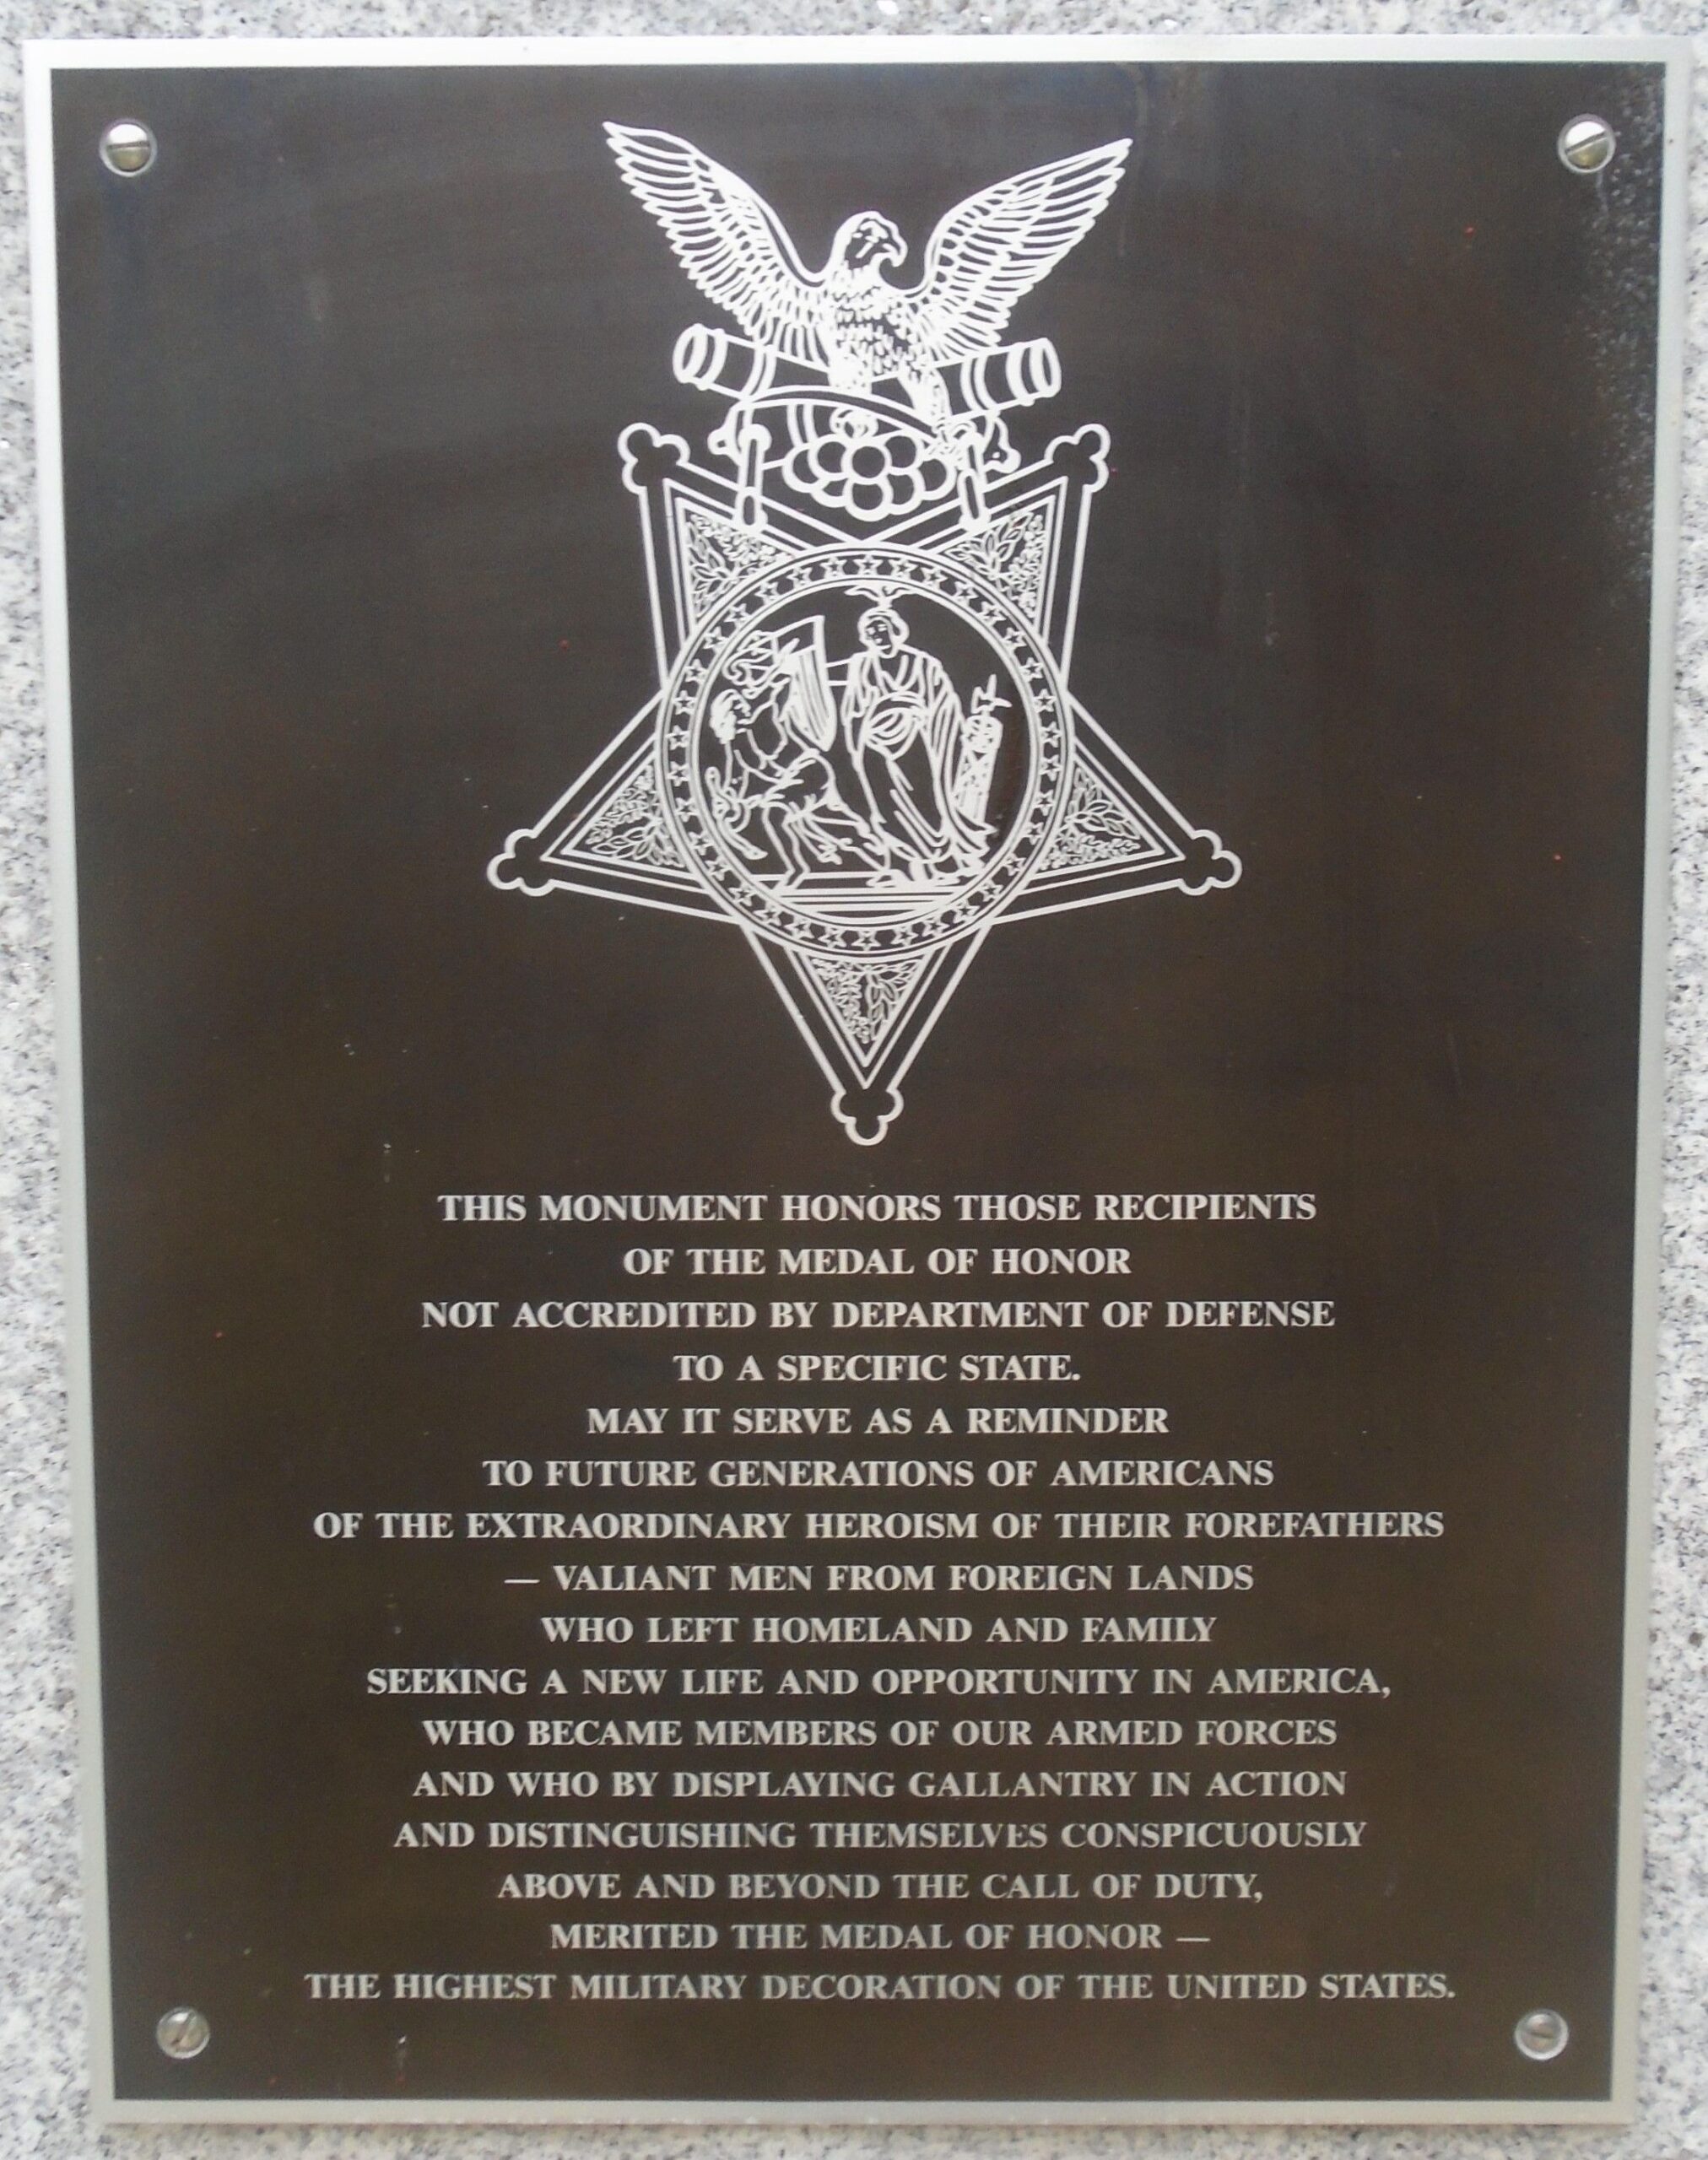 THIS MONUMENT HONORS THOSE RECIPIENTS
OF THE MEDAL OF HONOR
NOT ACCREDITED BY DEPARTMENT OF DEFENSE
TO A SPECIFIC STATE.
MAY IT SERVE AS A REMINDER
TO FUTURE GENERATIONS OF AMERICANS
OF THE EXTRAORDINARY HEROISM OF THEIR FOREFATHERS
— VALIANT MEN FROM FOREIGN LANDS
WHO LEFT HOMELAND AND FAMILY
SEEKING A NEW LIFE AND OPPORTUNITY IN AMERICA,
WHO BECAME MEMBERS OF OUR ARMED FORCES
AND WHO BY DISPLAYING GALLANTRY IN ACTION
AND DISTINGUISHING THEMSELVES CONSPICUOUSLY
ABOVE AND BEYOND THE CALL OF DUTY,
MERITED THE MEDAL OF HONOR —
THE HIGHEST MILITARY DECORATION OF THE UNITED STATES.